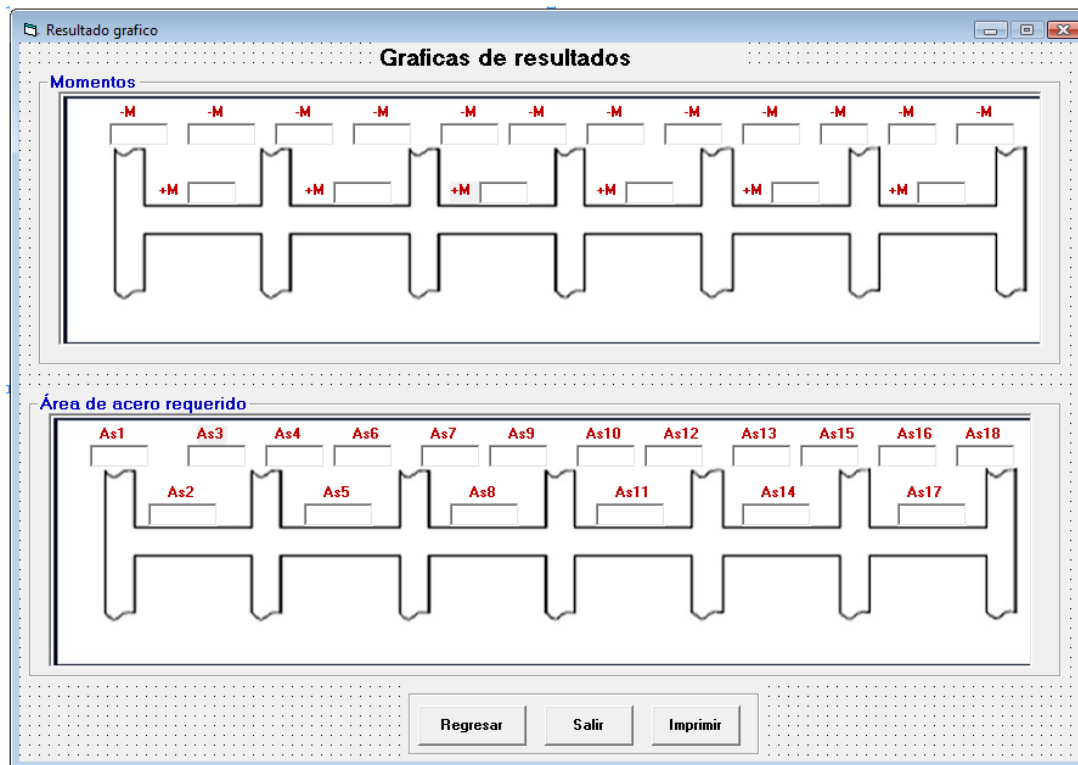 Resultado grafico
Graficas de resultados
Momentos
-M -M -M -M -M -M -M -M -M -M -M -M
+M +M +M +M +M +M
Área de acero requerido
As1 As3 As4 As6 As7 As9 As10 As12 As13 As15 As16 As18
As2 As5 As8 As11 As14 As17
Regresar Salir Imprimir